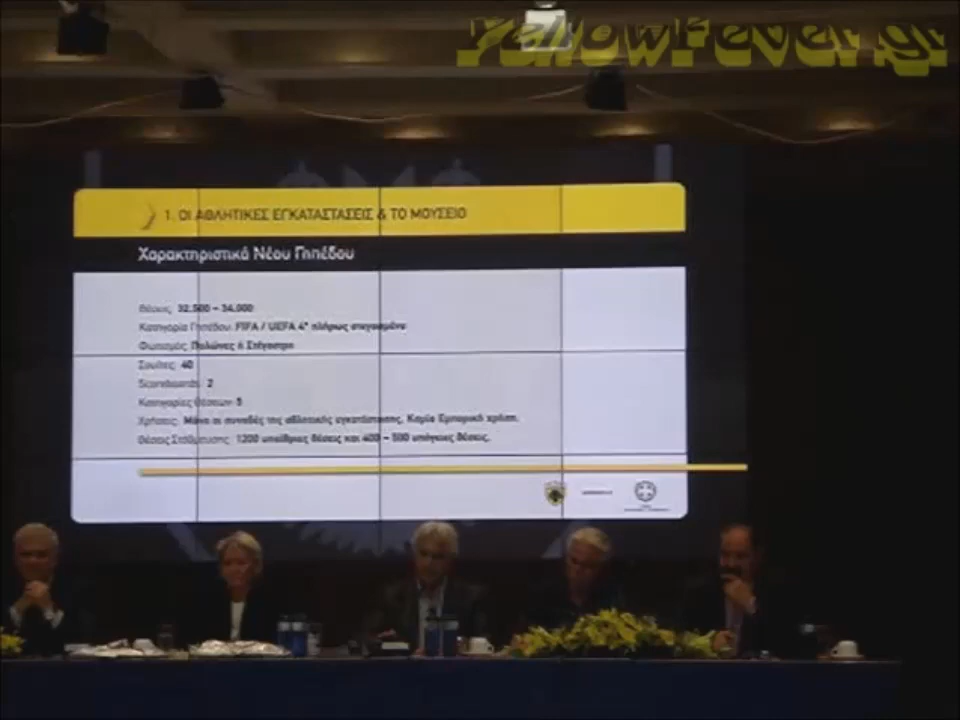 YellowFever.gr
1. ΟΙ ΑΘΛΗΤΙΚΕΣ ΕΓΚΑΤΑΣΤΑΣΕΙΣ & ΤΟ ΜΟΥΣΕΙΟ
Χαρακτηριστικά Νέου Γηπέδου
Θέσεις: 32.500 – 34.000
Κατηγορία Γηπέδου: FIFA / UEFA 4* πλήρως στεγασμένο
Φωτισμός: Πυλώνες ή Στέγαστρο
Σουίτες: 40
Scoreboards: 2
Κατηγορίες Θέσεων: 5
Χρήσεις: Μόνο οι συναφείς της αθλητικής εγκατάστασης. Καμία Εμπορική χρήση.
Θέσεις Στάθμευσης: 1200 υπαίθριες θέσεις και 400 – 500 υπόγειες θέσεις.